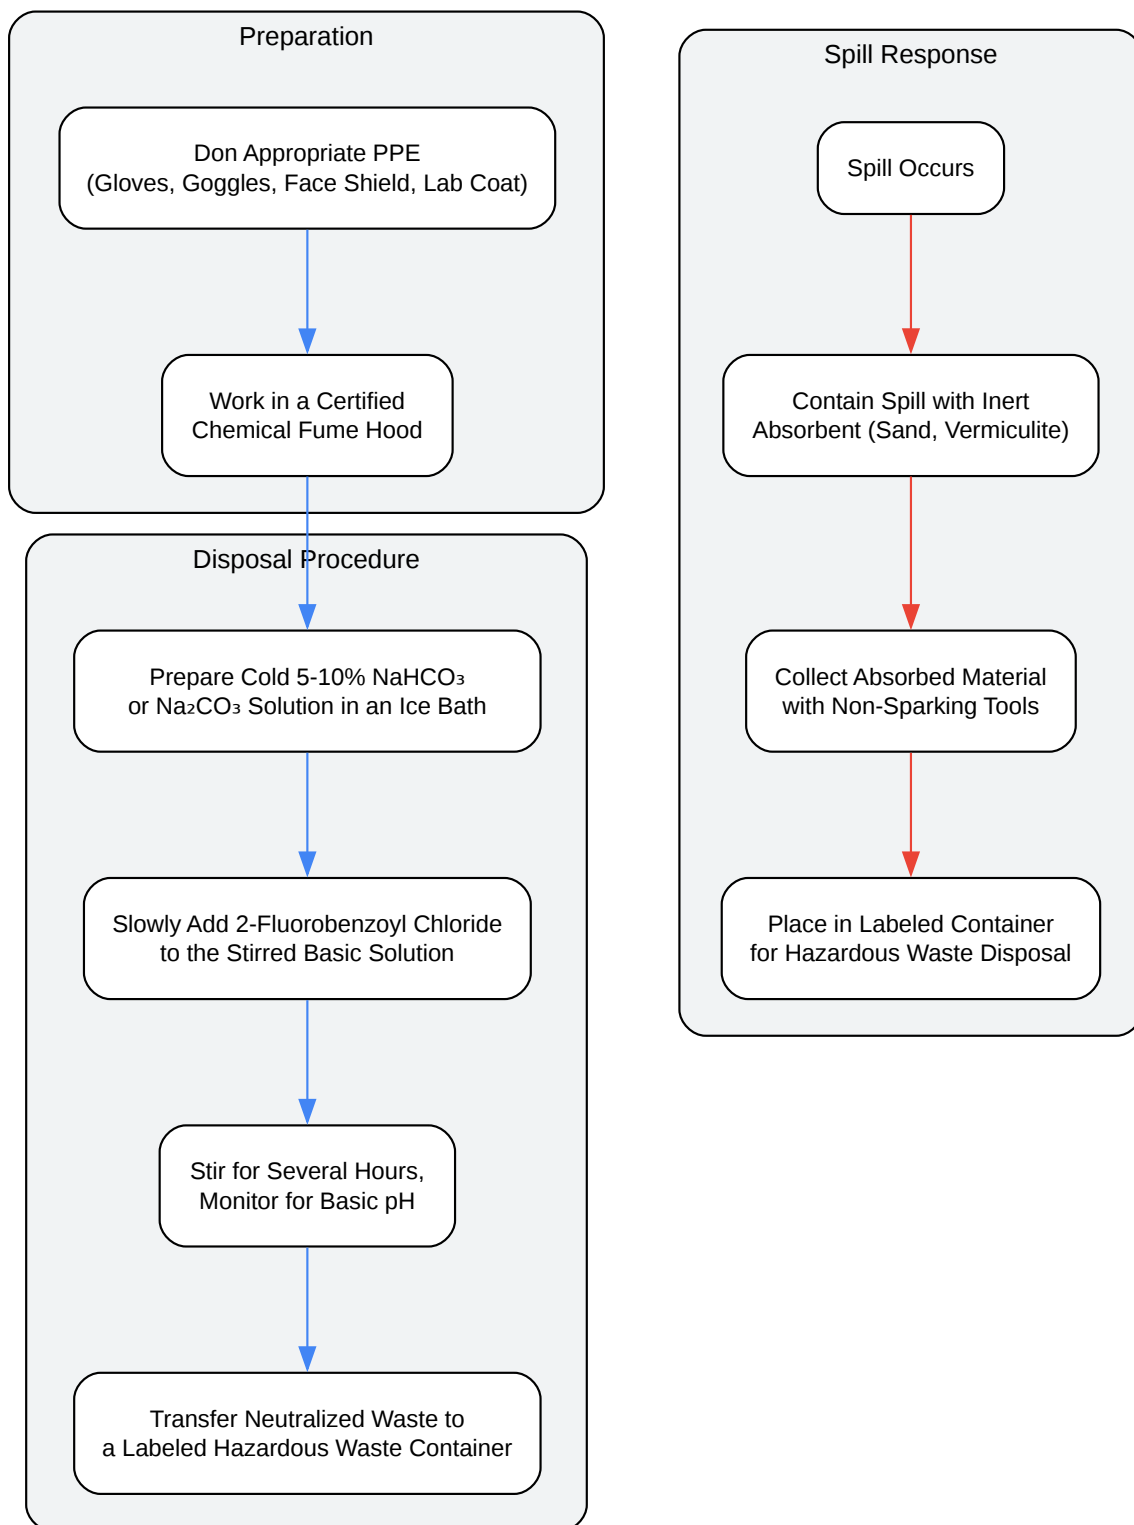 Preparation
Don Appropriate PPE
(Gloves, Goggles, Face Shield, Lab Coat)
Work in a Certified
Chemical Fume Hood
Disposal Procedure
Prepare Cold 5-10% NaHCO₃
or Na₂CO₃ Solution in an Ice Bath
Slowly Add 2-Fluorobenzoyl Chloride
to the Stirred Basic Solution
Stir for Several Hours,
Monitor for Basic pH
Transfer Neutralized Waste to
a Labeled Hazardous Waste Container
Spill Response
Spill Occurs
Contain Spill with Inert
Absorbent (Sand, Vermiculite)
Collect Absorbed Material
with Non-Sparking Tools
Place in Labeled Container
for Hazardous Waste Disposal